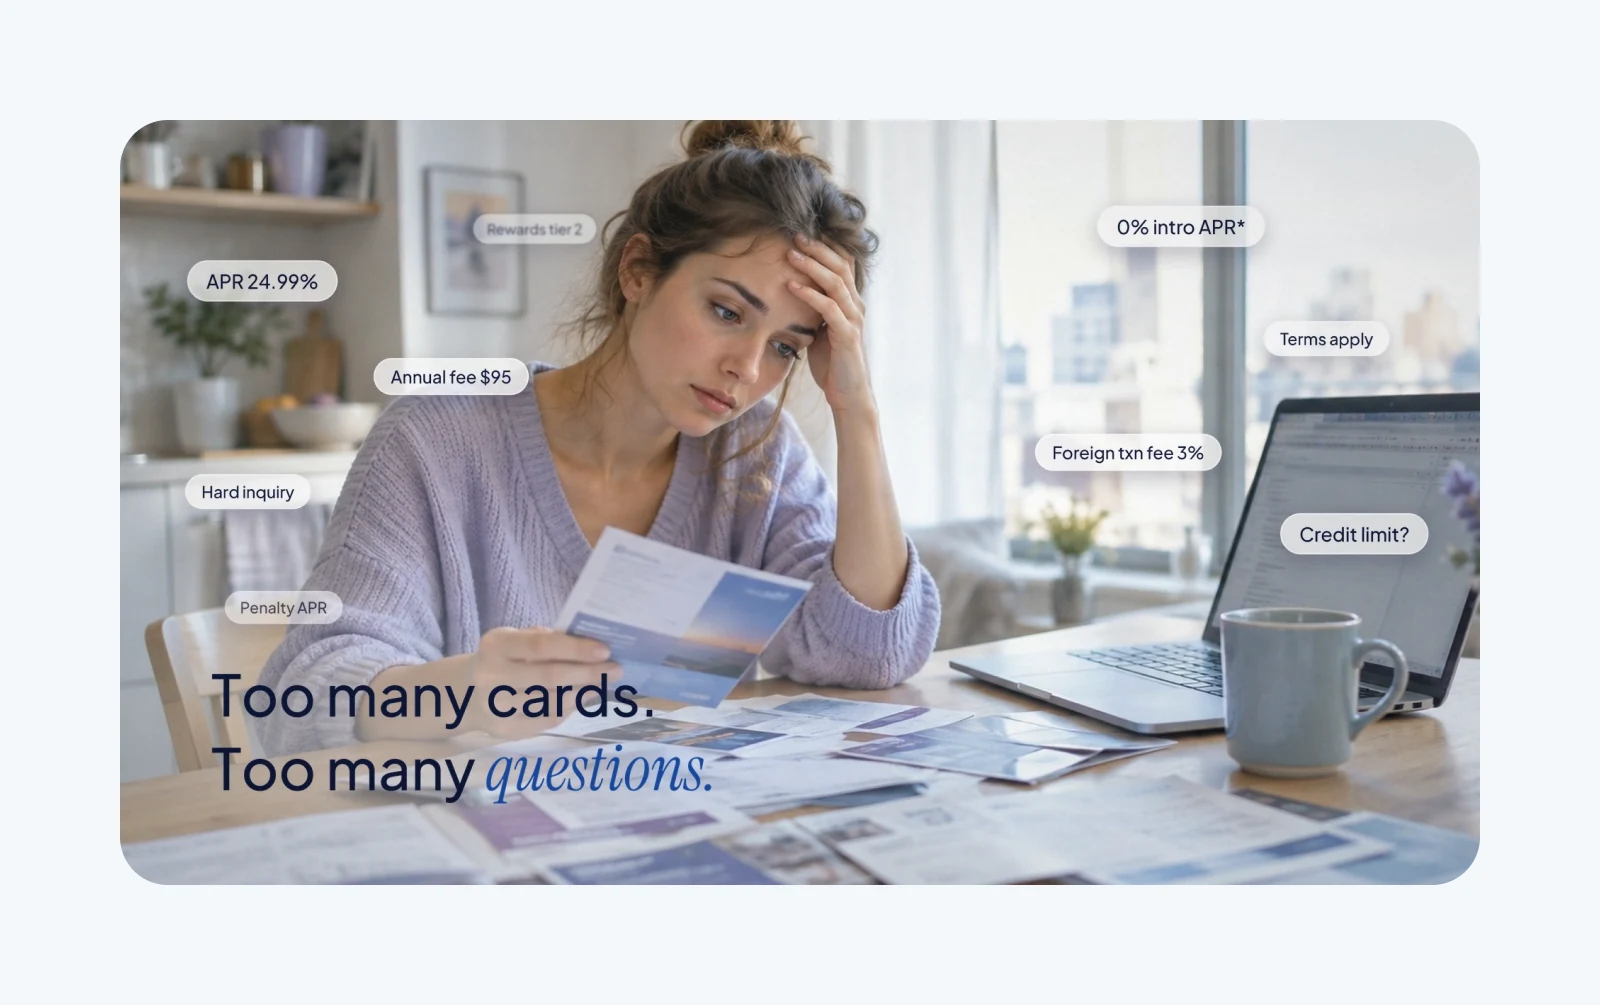 Rewards tier 2
0% intro APR*
APR 24.99%
Terms apply
Annual fee $95
Foreign txn fee 3%
Hard inquiry
Credit limit?
Penalty APR
Too many cards.
Too many questions.